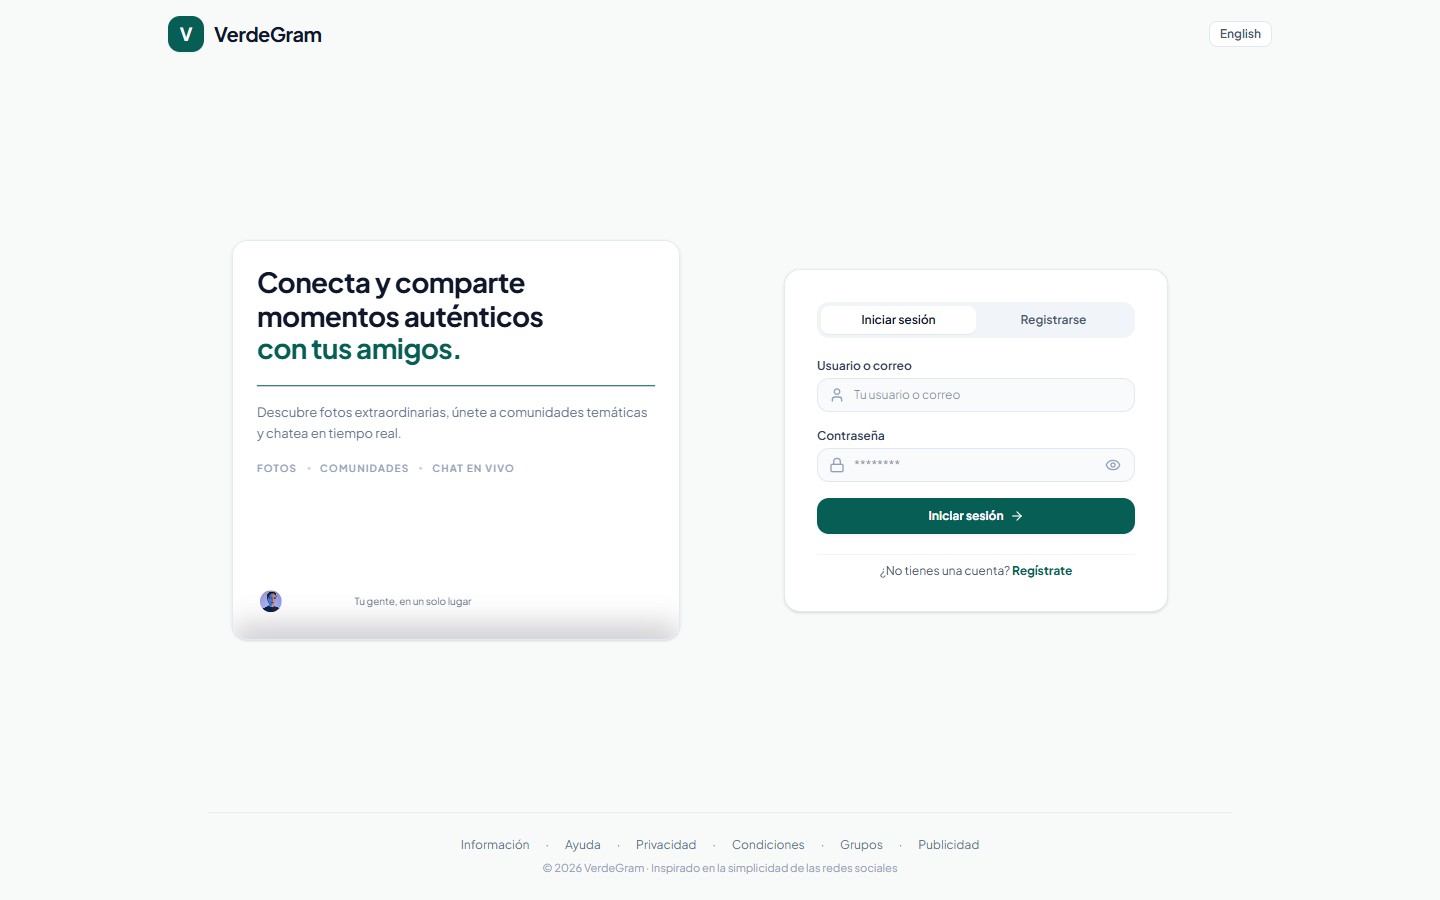 V VerdeGram
English
Conecta y comparte
momentos auténticos
con tus amigos.
Descubre fotos extraordinarias, únete a comunidades temáticas
y chatea en tiempo real.
FOTOS • COMUNIDADES • CHAT EN VIVO
Tu gente, en un solo lugar
Iniciar sesión Registrarse
Usuario o correo
Tu usuario o correo
Contraseña
********
Iniciar sesión →
¿No tienes una cuenta? Regístrate
Información · Ayuda · Privacidad · Condiciones · Grupos · Publicidad
© 2026 VerdeGram · Inspirado en la simplicidad de las redes sociales